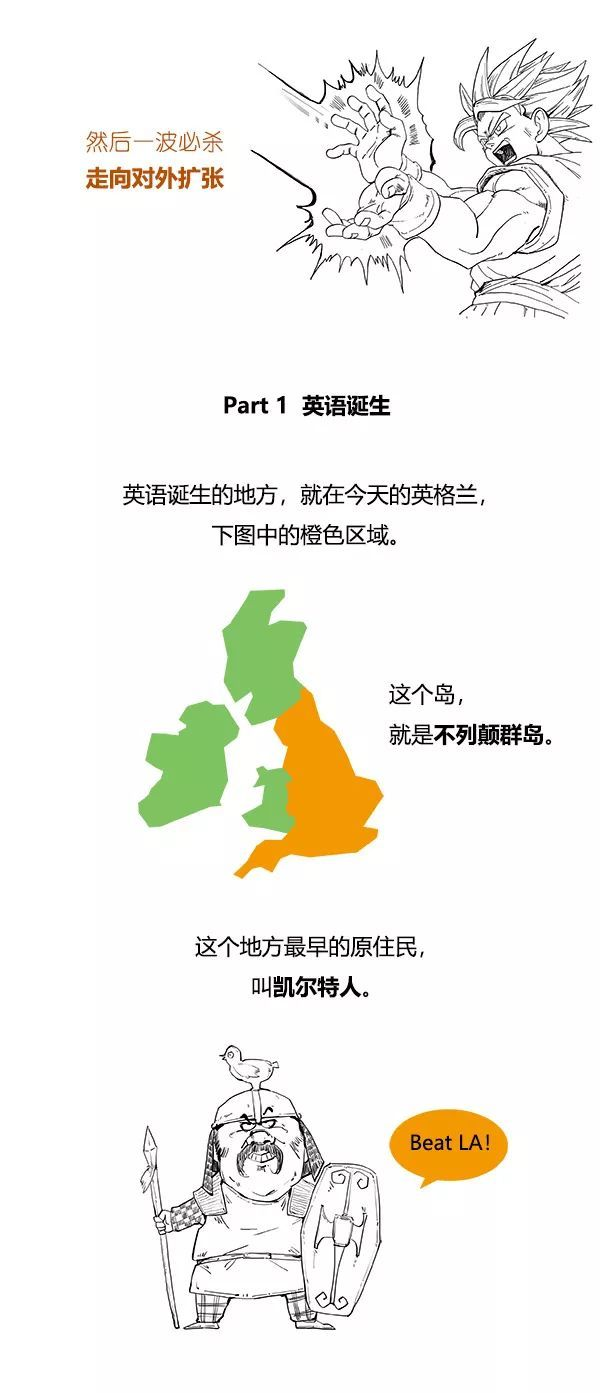 然后一波必杀
走向对外扩张
Part 1 英语诞生
英语诞生的地方，就在今天的英格兰，
下图中的橙色区域。
这个岛，
就是不列颠群岛。
这个地方最早的原住民，
叫凯尔特人。
Beat LA!